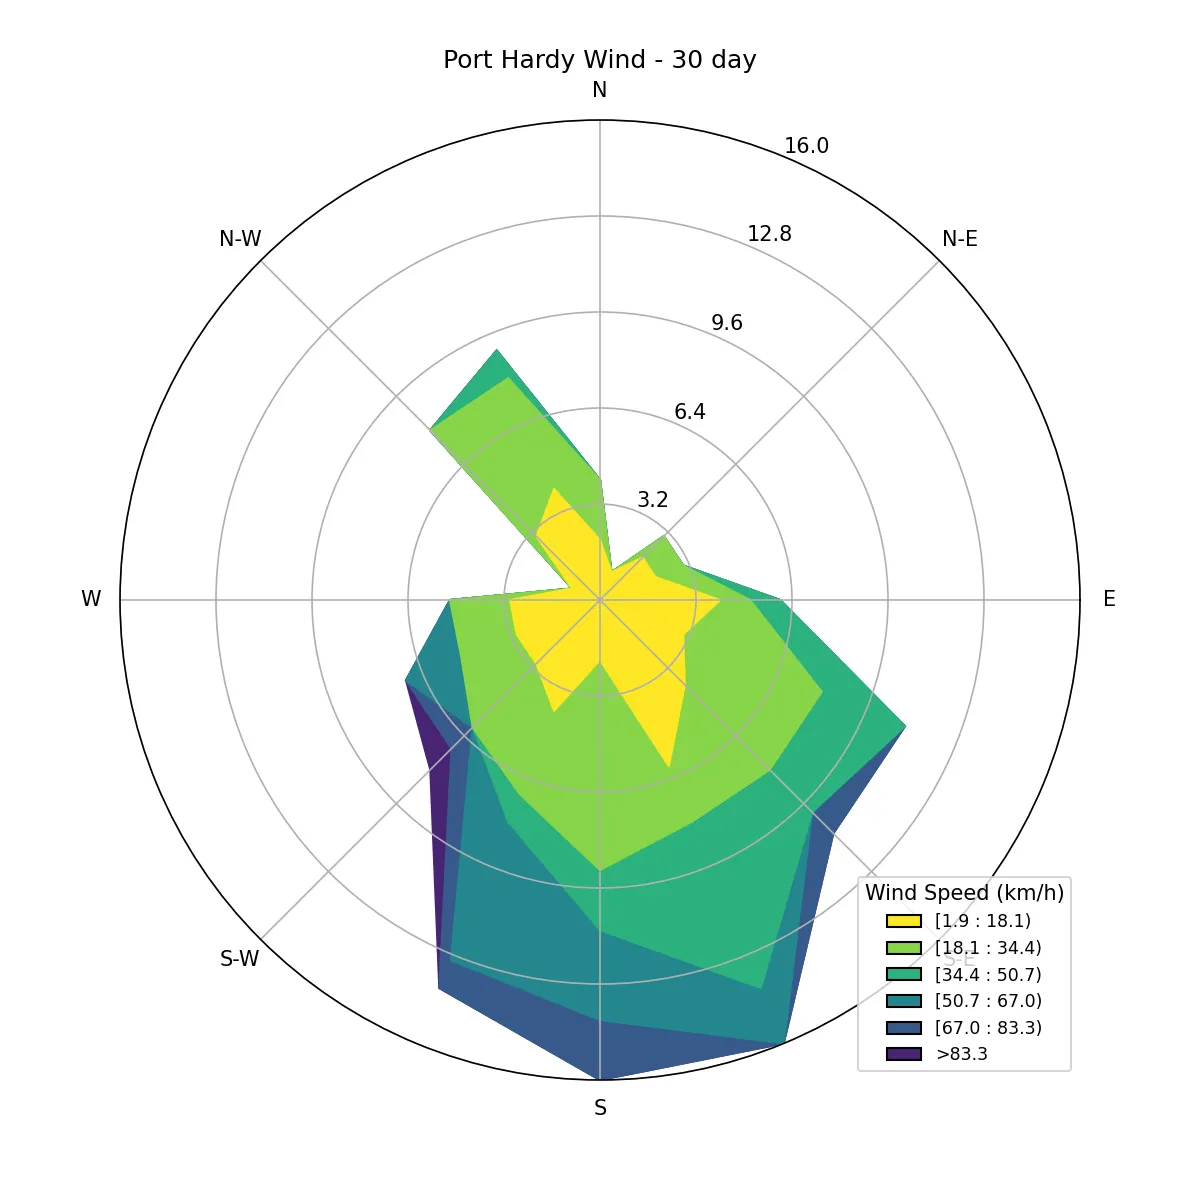 Port Hardy Wind - 30 day
N
16.0
N-W
12.8
N-E
9.6
6.4
3.2
W
E
Wind Speed (km/h)
[1.9 : 18.1)
[18.1 : 34.4)
S-W
S-E
[34.4 : 50.7)
[50.7 : 67.0)
[67.0 : 83.3)
>83.3
S